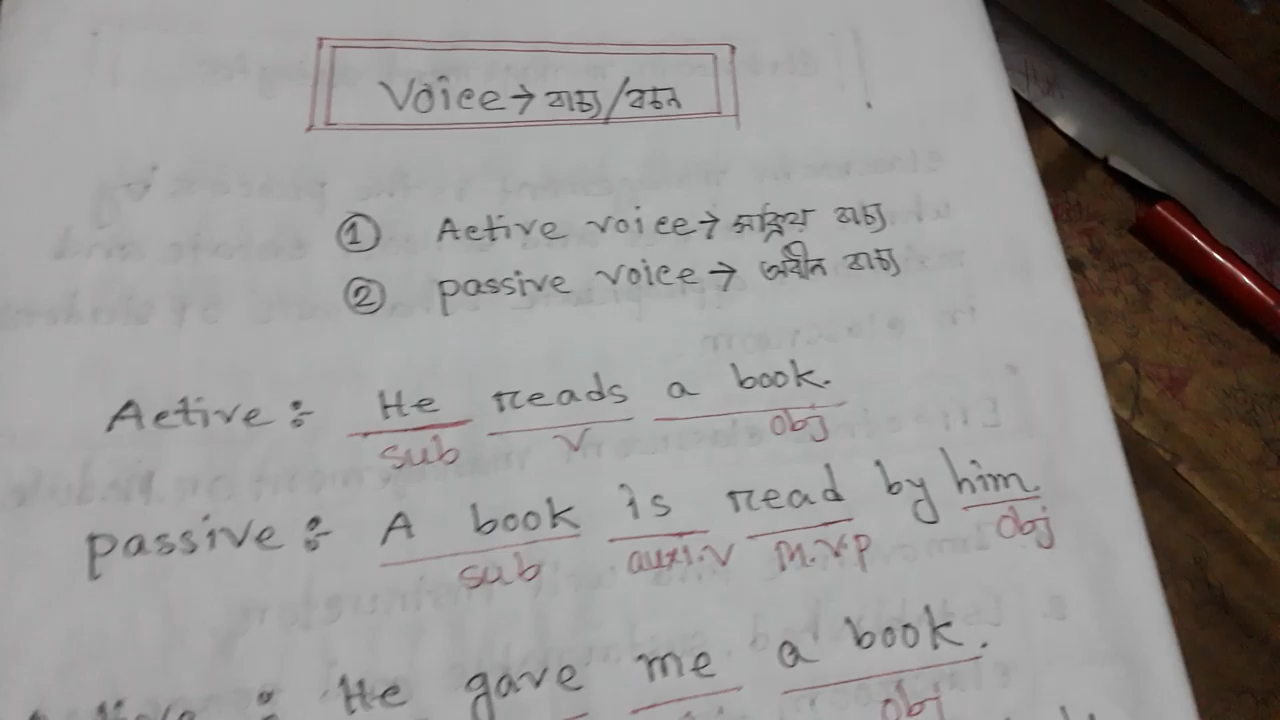 Voice → বাচ্য/বচন
① Active voice → সক্রিয় বাচ্য
② passive voice → অধীন বাচ্য
Active : He reads a book.
sub v obj
passive : A book is read by him.
sub auxi.v m.v.p obj
He gave me a book.
obj